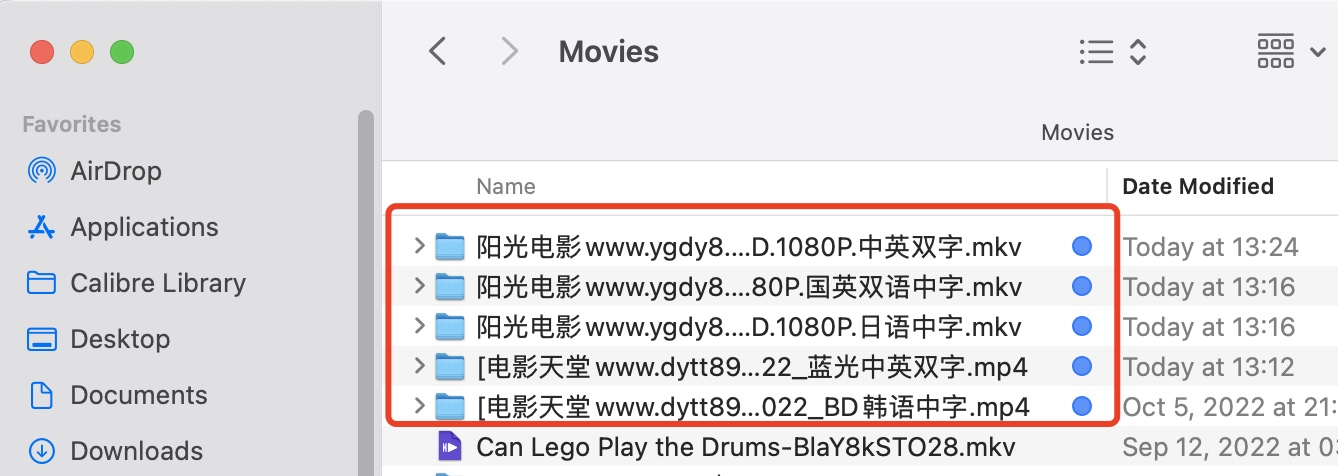 Movies
Movies
Favorites
AirDrop
Applications
Calibre Library
Desktop
Documents
Downloads
Name Date Modified
阳光电影www.ygdy8....D.1080P.中英双字.mkv Today at 13:24
阳光电影www.ygdy8....80P.国英双语中字.mkv Today at 13:16
阳光电影www.ygdy8....D.1080P.日语中字.mkv Today at 13:16
[电影天堂www.dytt89...22_蓝光中英双字.mp4 Today at 13:12
[电影天堂www.dytt89...022_BD韩语中字.mp4 Oct 5, 2022 at 21:
Can Lego Play the Drums-BlaY8kSTO28.mkv Sep 12, 2022 at